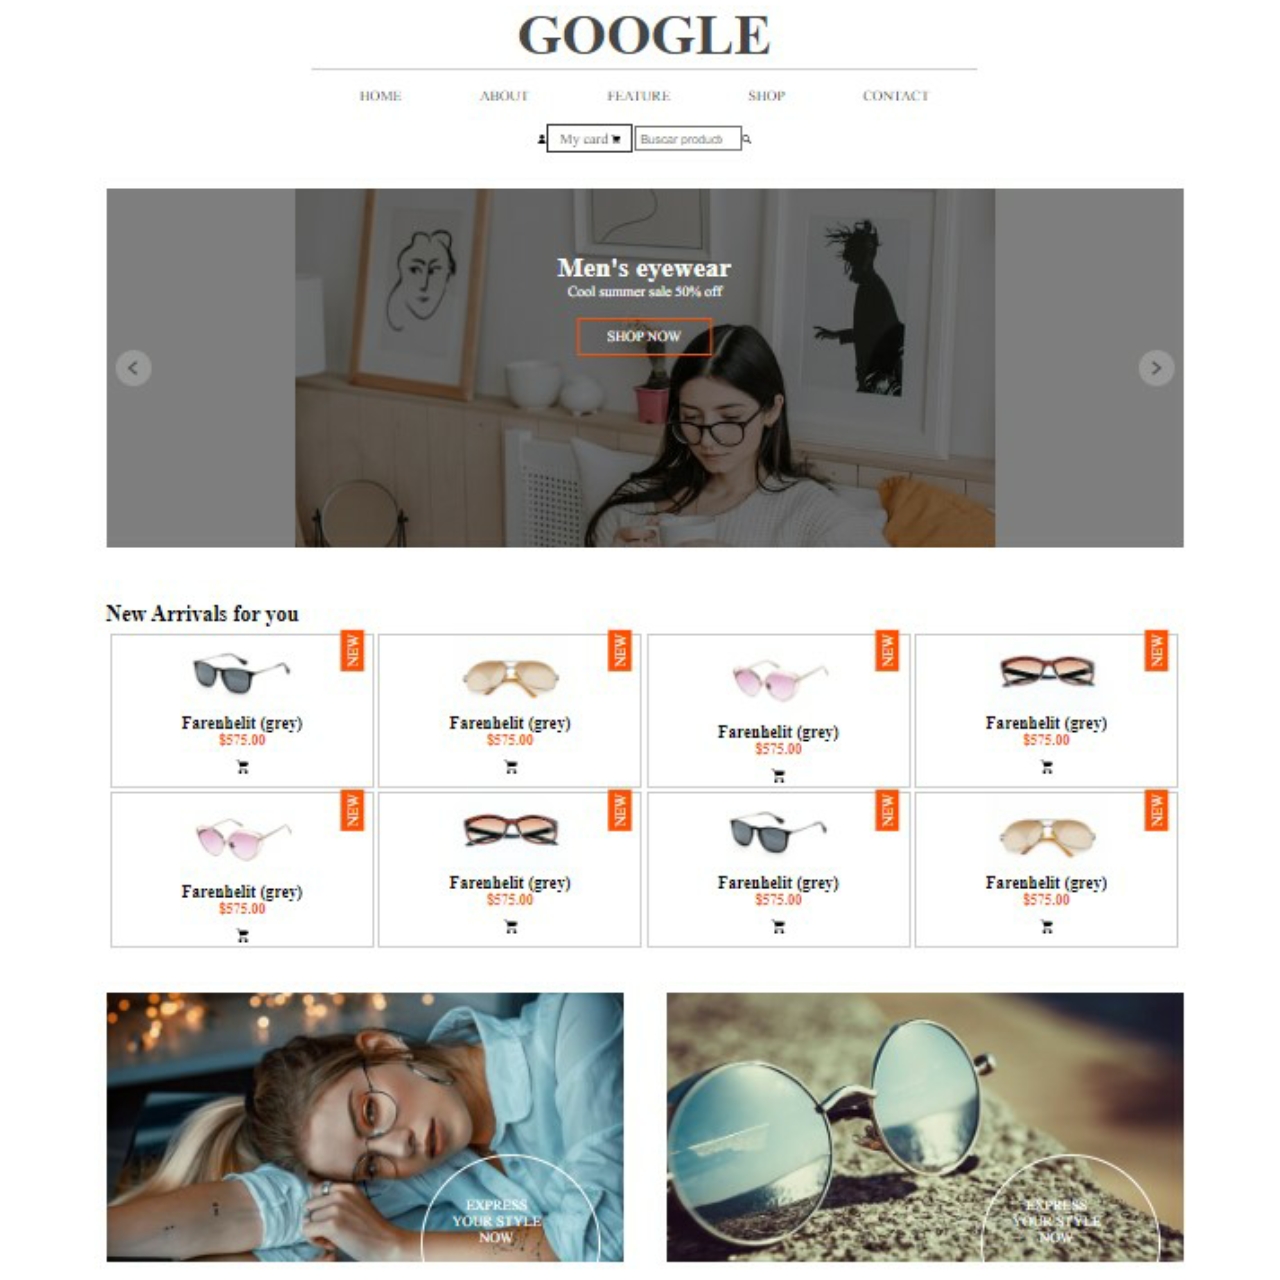 GOOGLE
HOME ABOUT FEATURE SHOP CONTACT
My card Buscar producto
Men's eyewear
Cool summer sale 50% off
SHOP NOW
New Arrivals for you
NEW NEW NEW NEW
Farenhelit (grey) Farenhelit (grey) Farenhelit (grey) Farenhelit (grey)
$575.00 $575.00 $575.00 $575.00
NEW NEW NEW NEW
Farenhelit (grey) Farenhelit (grey) Farenhelit (grey) Farenhelit (grey)
$575.00 $575.00 $575.00 $575.00
EXPRESS
YOUR STYLE
NOW
EXPRESS
YOUR STYLE
NOW